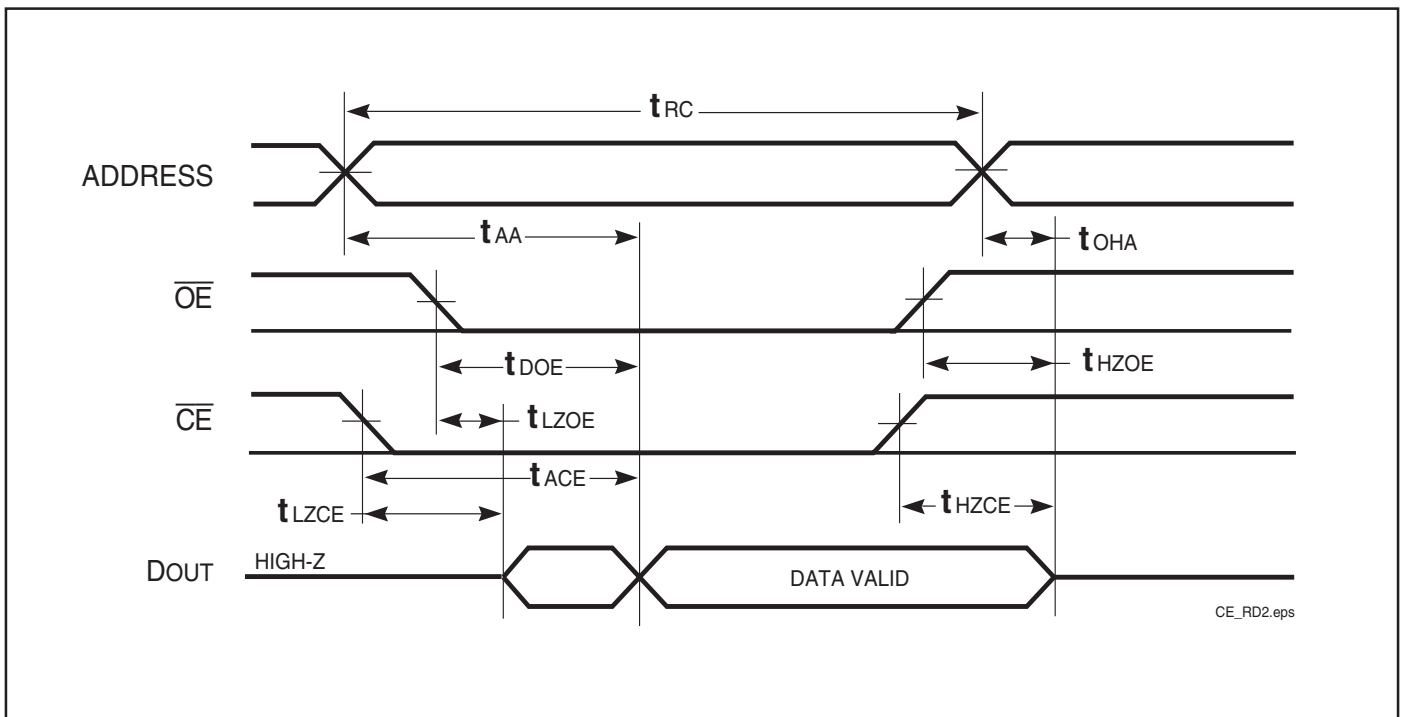 tRC
ADDRESS
tAA
tOHA
OE
tDOE
tHZOE
CE
tLZOE
tACE
tLZCE
tHZCE
DOUT
HIGH-Z
DATA VALID
CE_RD2.eps